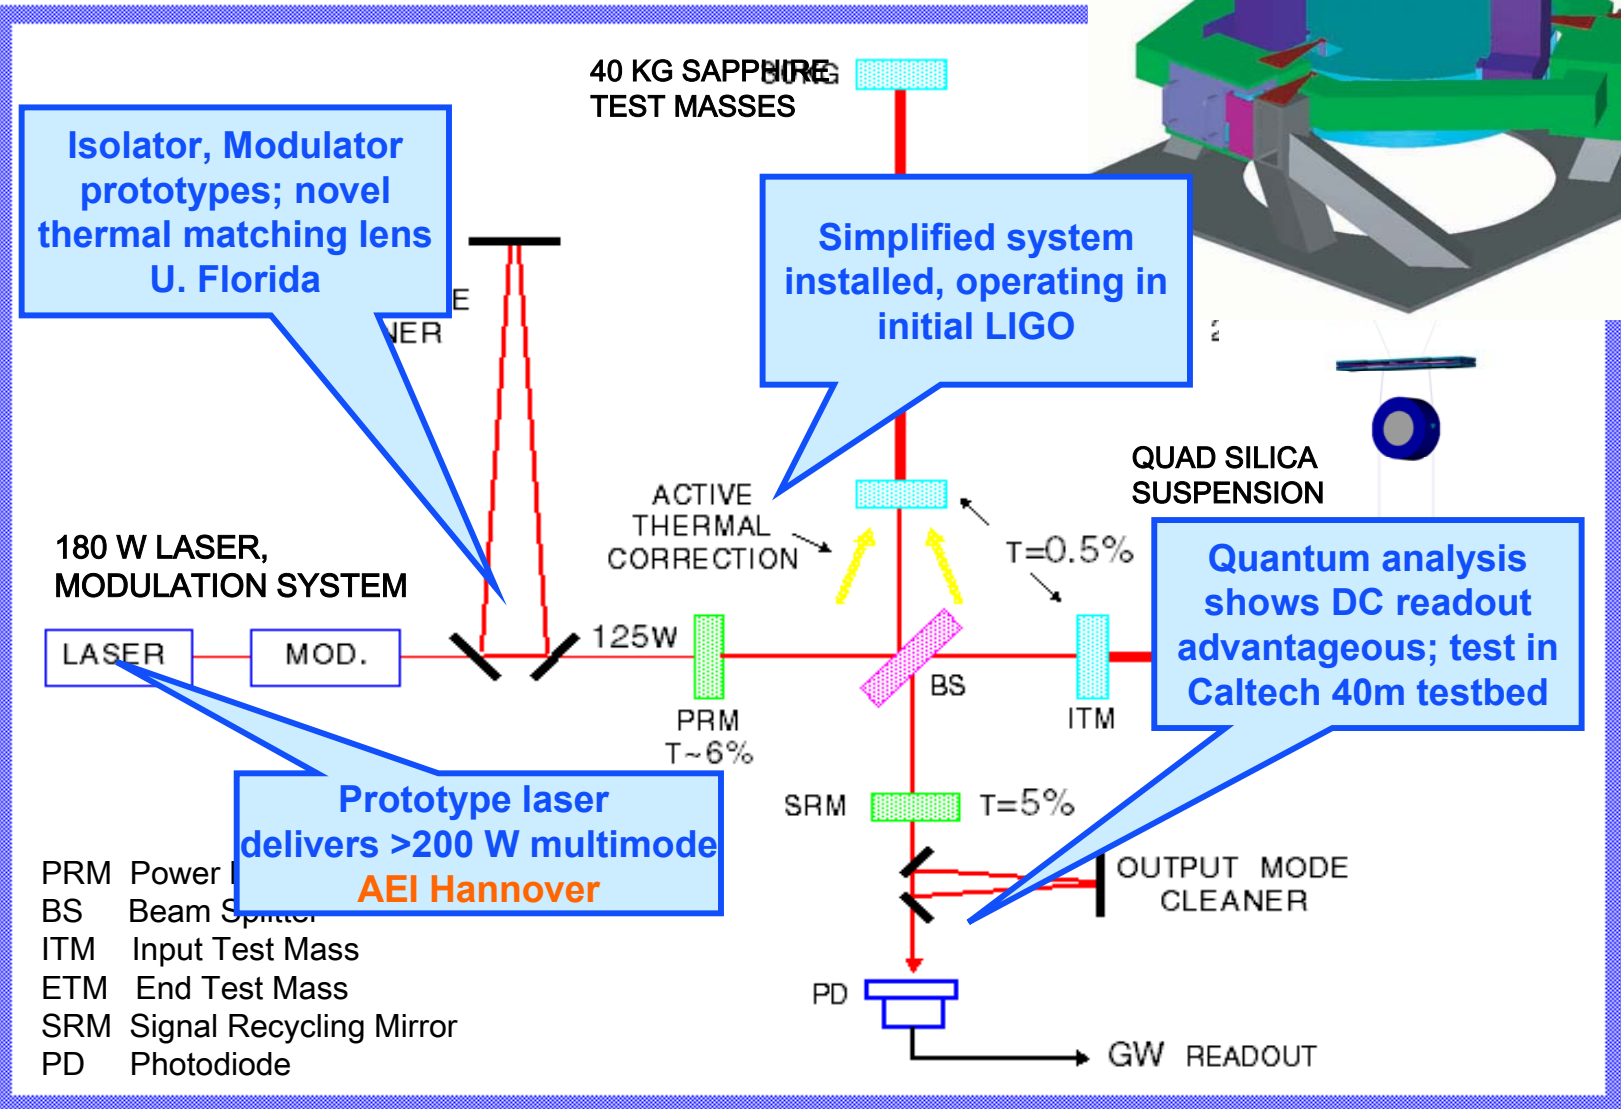 40 KG SAPPHIRE
TEST MASSES
Isolator, Modulator
prototypes; novel
thermal matching lens
U. Florida
Simplified system
installed, operating in
initial LIGO
QUAD SILICA
SUSPENSION
ACTIVE
THERMAL
CORRECTION
T=0.5%
180 W LASER,
MODULATION SYSTEM
Quantum analysis
shows DC readout
advantageous; test in
Caltech 40m testbed
LASER
MOD.
125W
BS
ITM
PRM
T~6%
SRM
T=5%
Prototype laser
delivers >200 W multimode
AEI Hannover
OUTPUT MODE
CLEANER
PRM Power
BS Beam Splitter
ITM Input Test Mass
ETM End Test Mass
SRM Signal Recycling Mirror
PD Photodiode
PD
GW READOUT